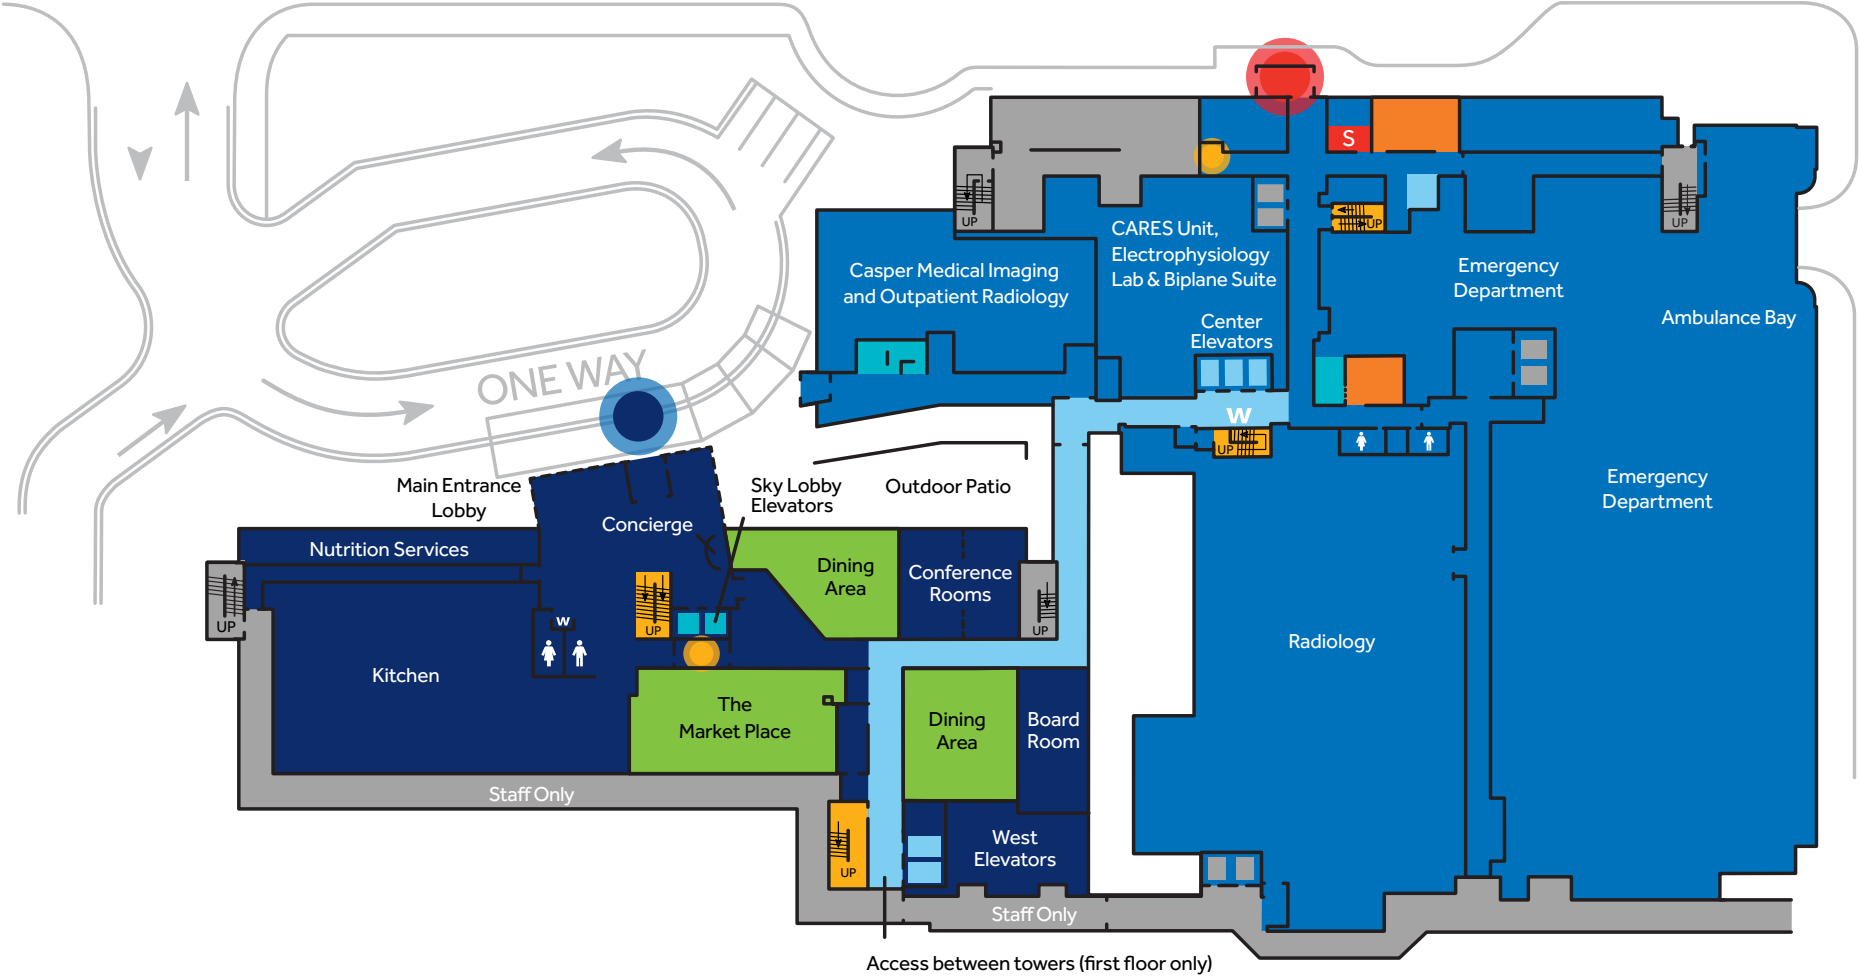 S
UP
UP
UP
CARES Unit,
Electrophysiology
Lab & Biplane Suite
Casper Medical Imaging
and Outpatient Radiology
Emergency
Department
Ambulance Bay
Center
Elevators
ONE WAY
W
UP
Main Entrance
Lobby
Sky Lobby
Elevators
Outdoor Patio
Emergency
Department
Concierge
Nutrition Services
Dining
Area
Conference
Rooms
UP
UP
UP
W
Radiology
Kitchen
The
Market Place
Dining
Area
Board
Room
Staff Only
West
Elevators
UP
Staff Only
Access between towers (first floor only)